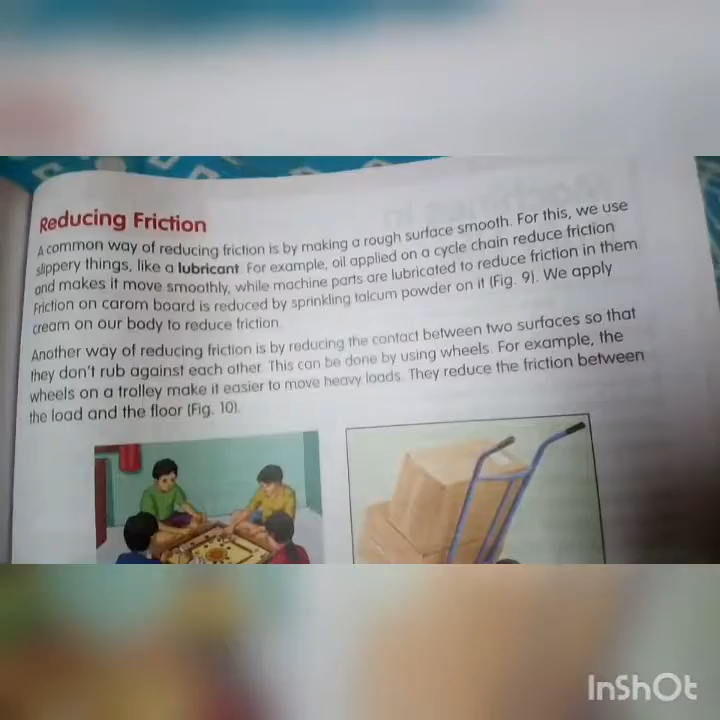 Reducing Friction
A common way of reducing friction is by making a rough surface smooth. For this, we use
slippery things, like a lubricant. For example, oil applied on a cycle chain reduce friction
and makes it move smoothly, while machine parts are lubricated to reduce friction in them
Friction on carom board is reduced by sprinkling talcum powder on it (Fig. 9). We apply
cream on our body to reduce friction.
Another way of reducing friction is by reducing the contact between two surfaces so that
they don't rub against each other. This can be done by using wheels. For example, the
wheels on a trolley make it easier to move heavy loads. They reduce the friction between
the load and the floor (Fig. 10).
InShOt